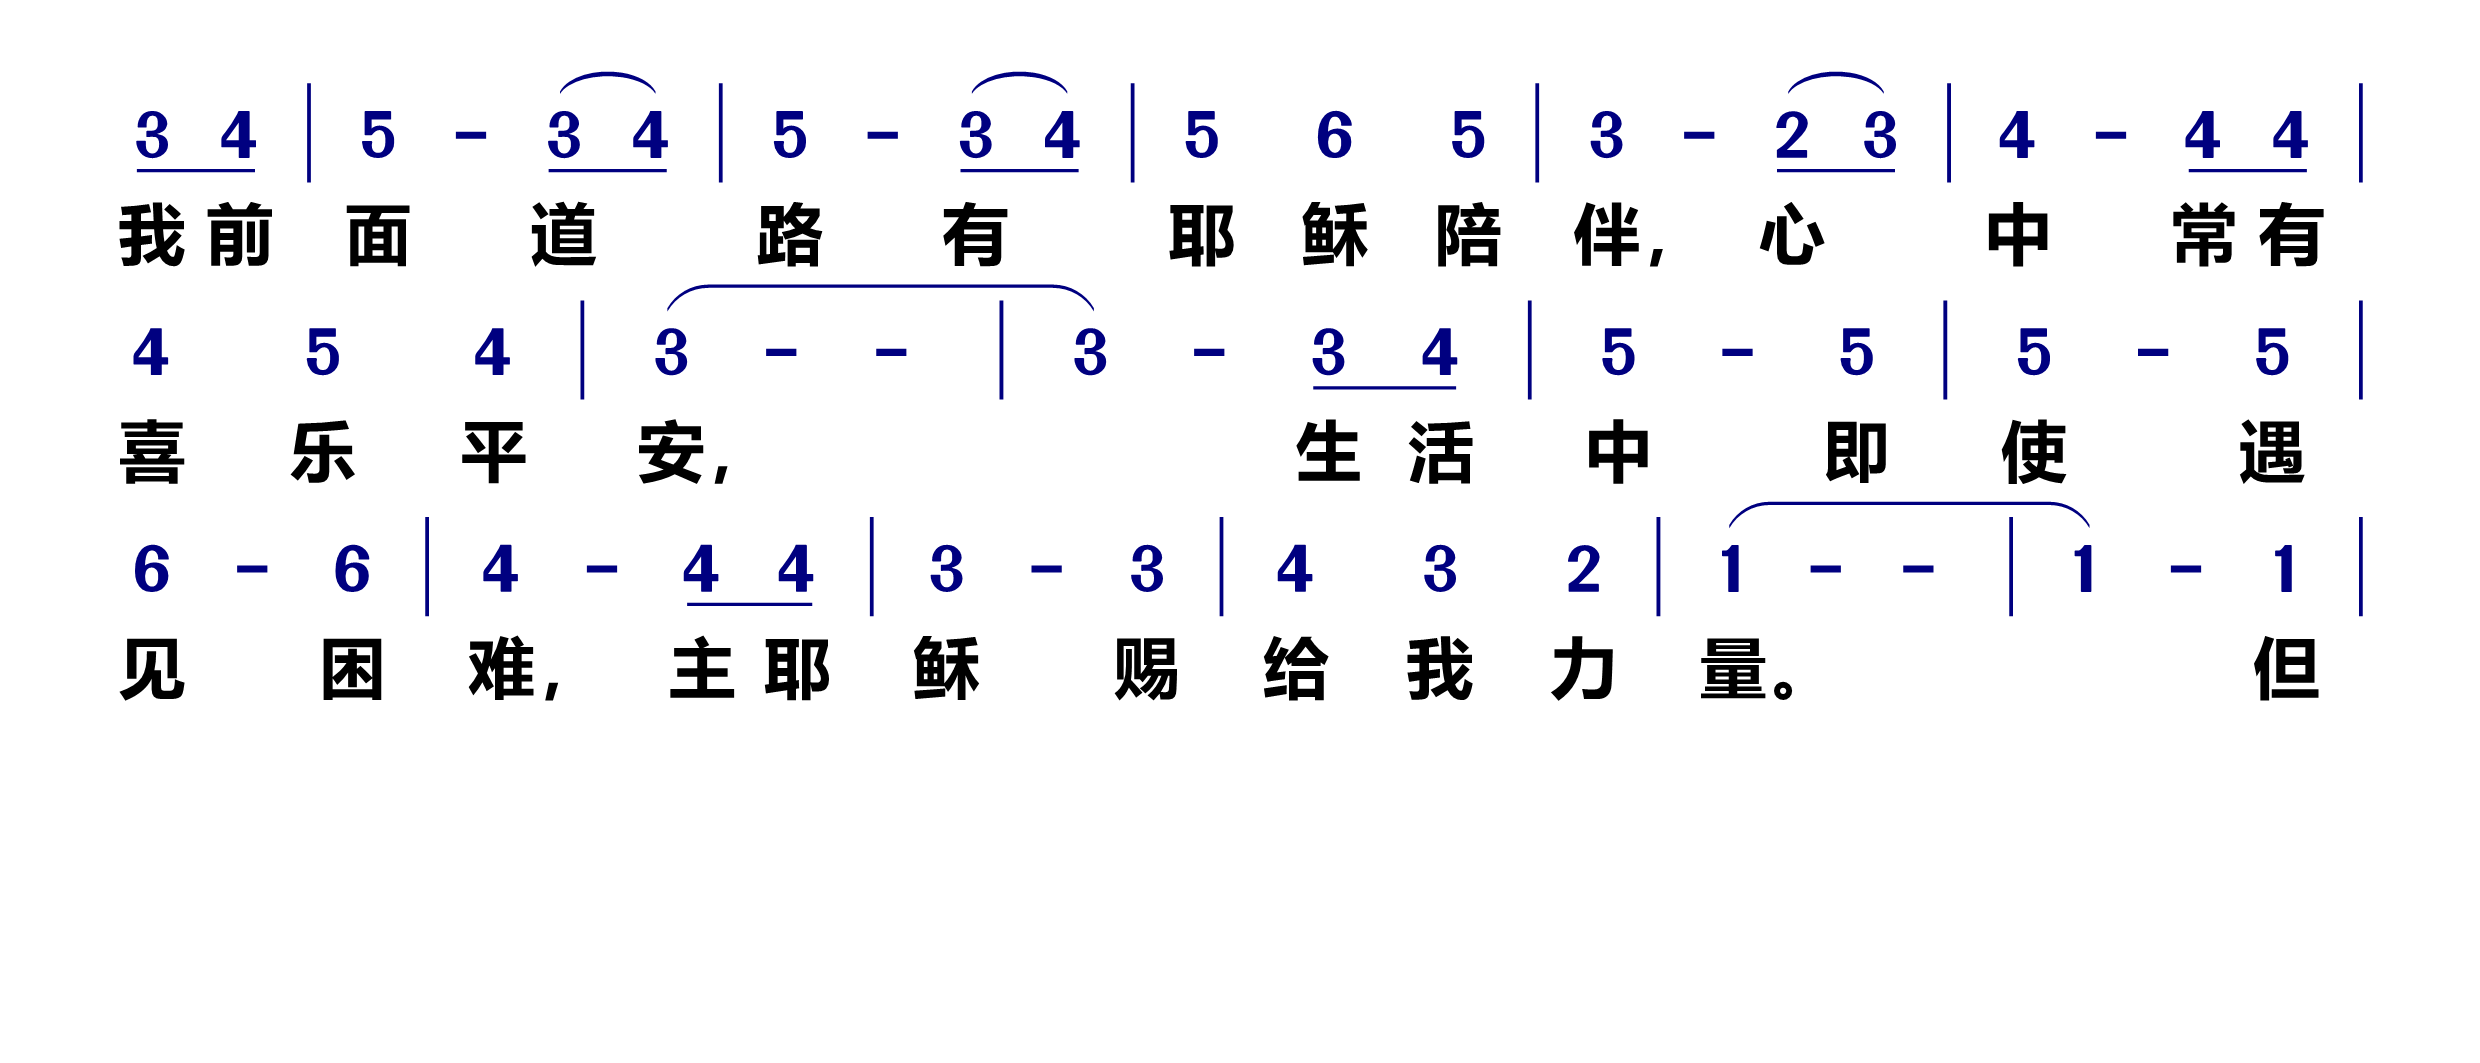 3 4 | 5 - 3 4 | 5 - 3 4 | 5 6 5 | 3 - 2 3 | 4 - 4 4 |
我前面 道 路 有 耶稣陪伴, 心 中 常有
4 5 4 | 3 - - | 3 - 3 4 | 5 - 5 | 5 - 5 |
喜 乐 平 安, 生活 中 即 使 遇
6 - 6 | 4 - 4 4 | 3 - 3 | 4 3 2 | 1 - - | 1 - 1 |
见 困 难, 主耶 稣 赐 给 我 力 量。 但